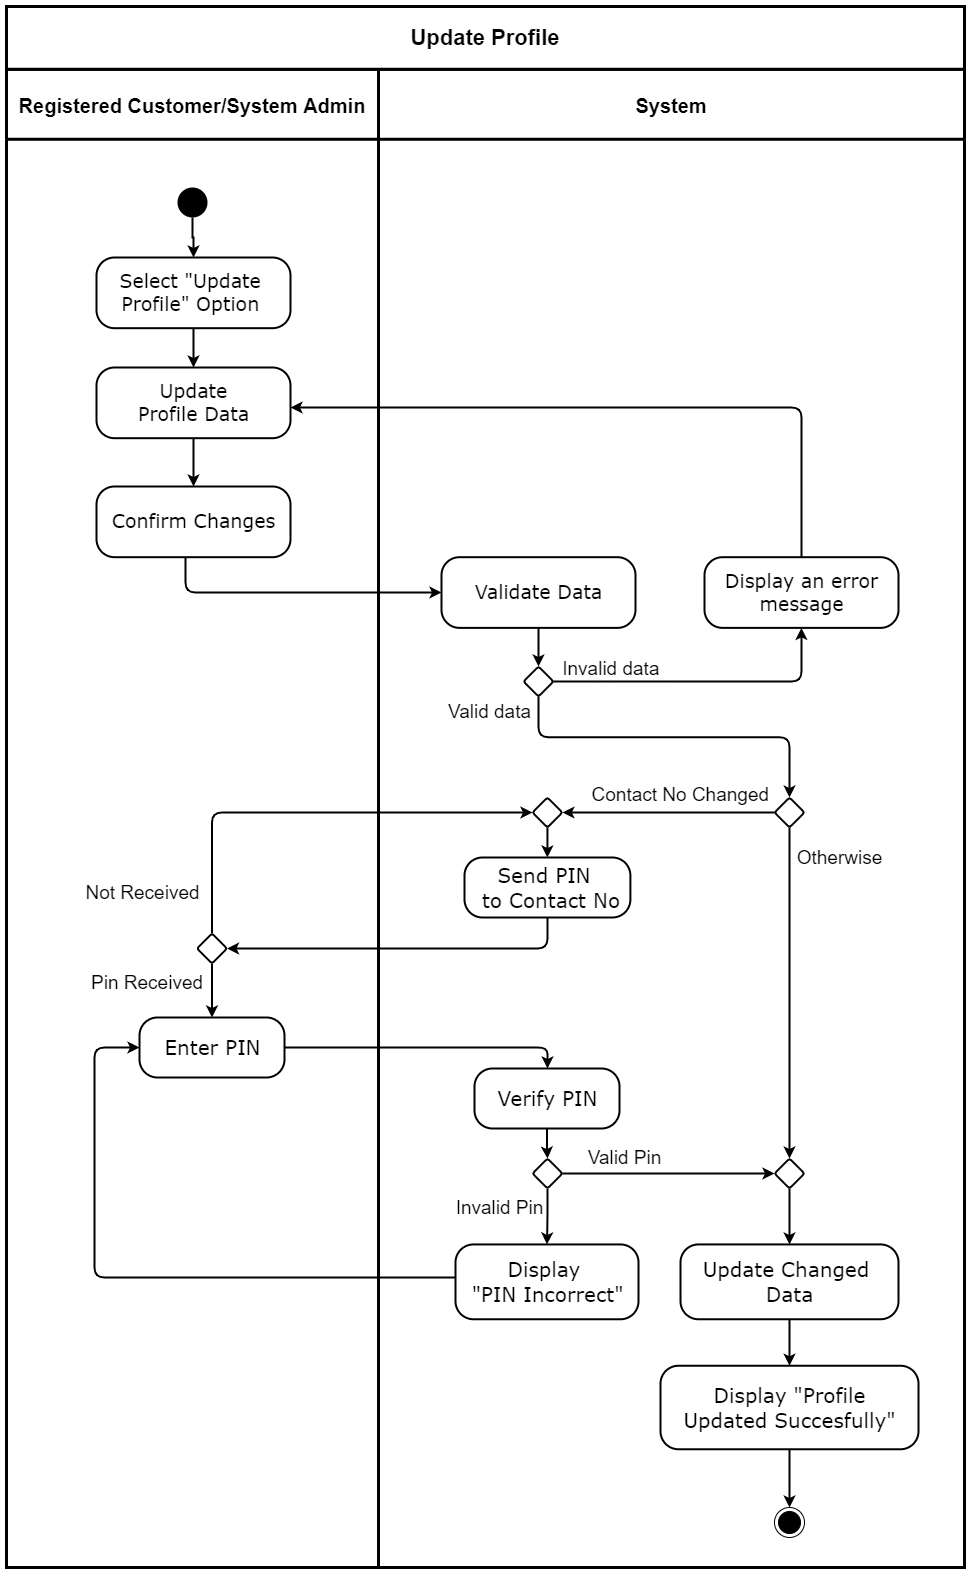 Update Profile
Registered Customer/System Admin
System
Select "Update
Profile" Option
Update
Profile Data
Confirm Changes
Validate Data
Display an error
message
Invalid data
Valid data
Contact No Changed
Otherwise
Send PIN
to Contact No
Not Received
Pin Received
Enter PIN
Verify PIN
Valid Pin
Invalid Pin
Display
"PIN Incorrect"
Update Changed
Data
Display "Profile
Updated Succesfully"